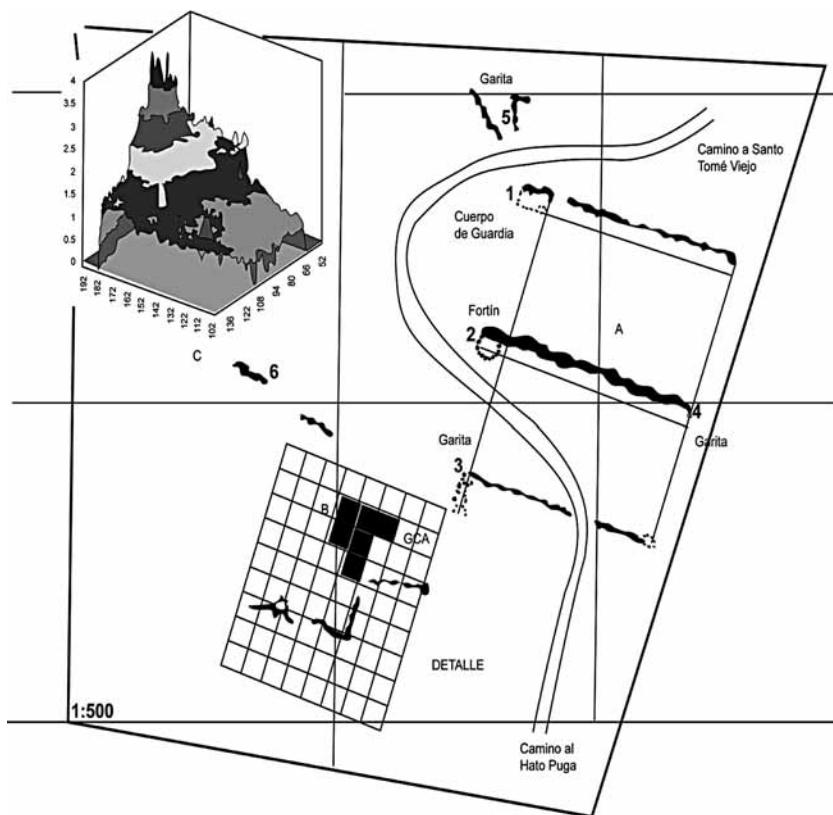 4
3.5
3
2.5
2
1.5
1
0.5
0
192
182
172
162
152
142
132
122
112
102
136
122
108
94
80
66
52
Garita
5
Camino a Santo
Tomé Viejo
1
Cuerpo
de Guardia
Fortín
2
A
C
6
4
Garita
Garita
3
B
GCA
DETALLE
1:500
Camino al
Hato Puga